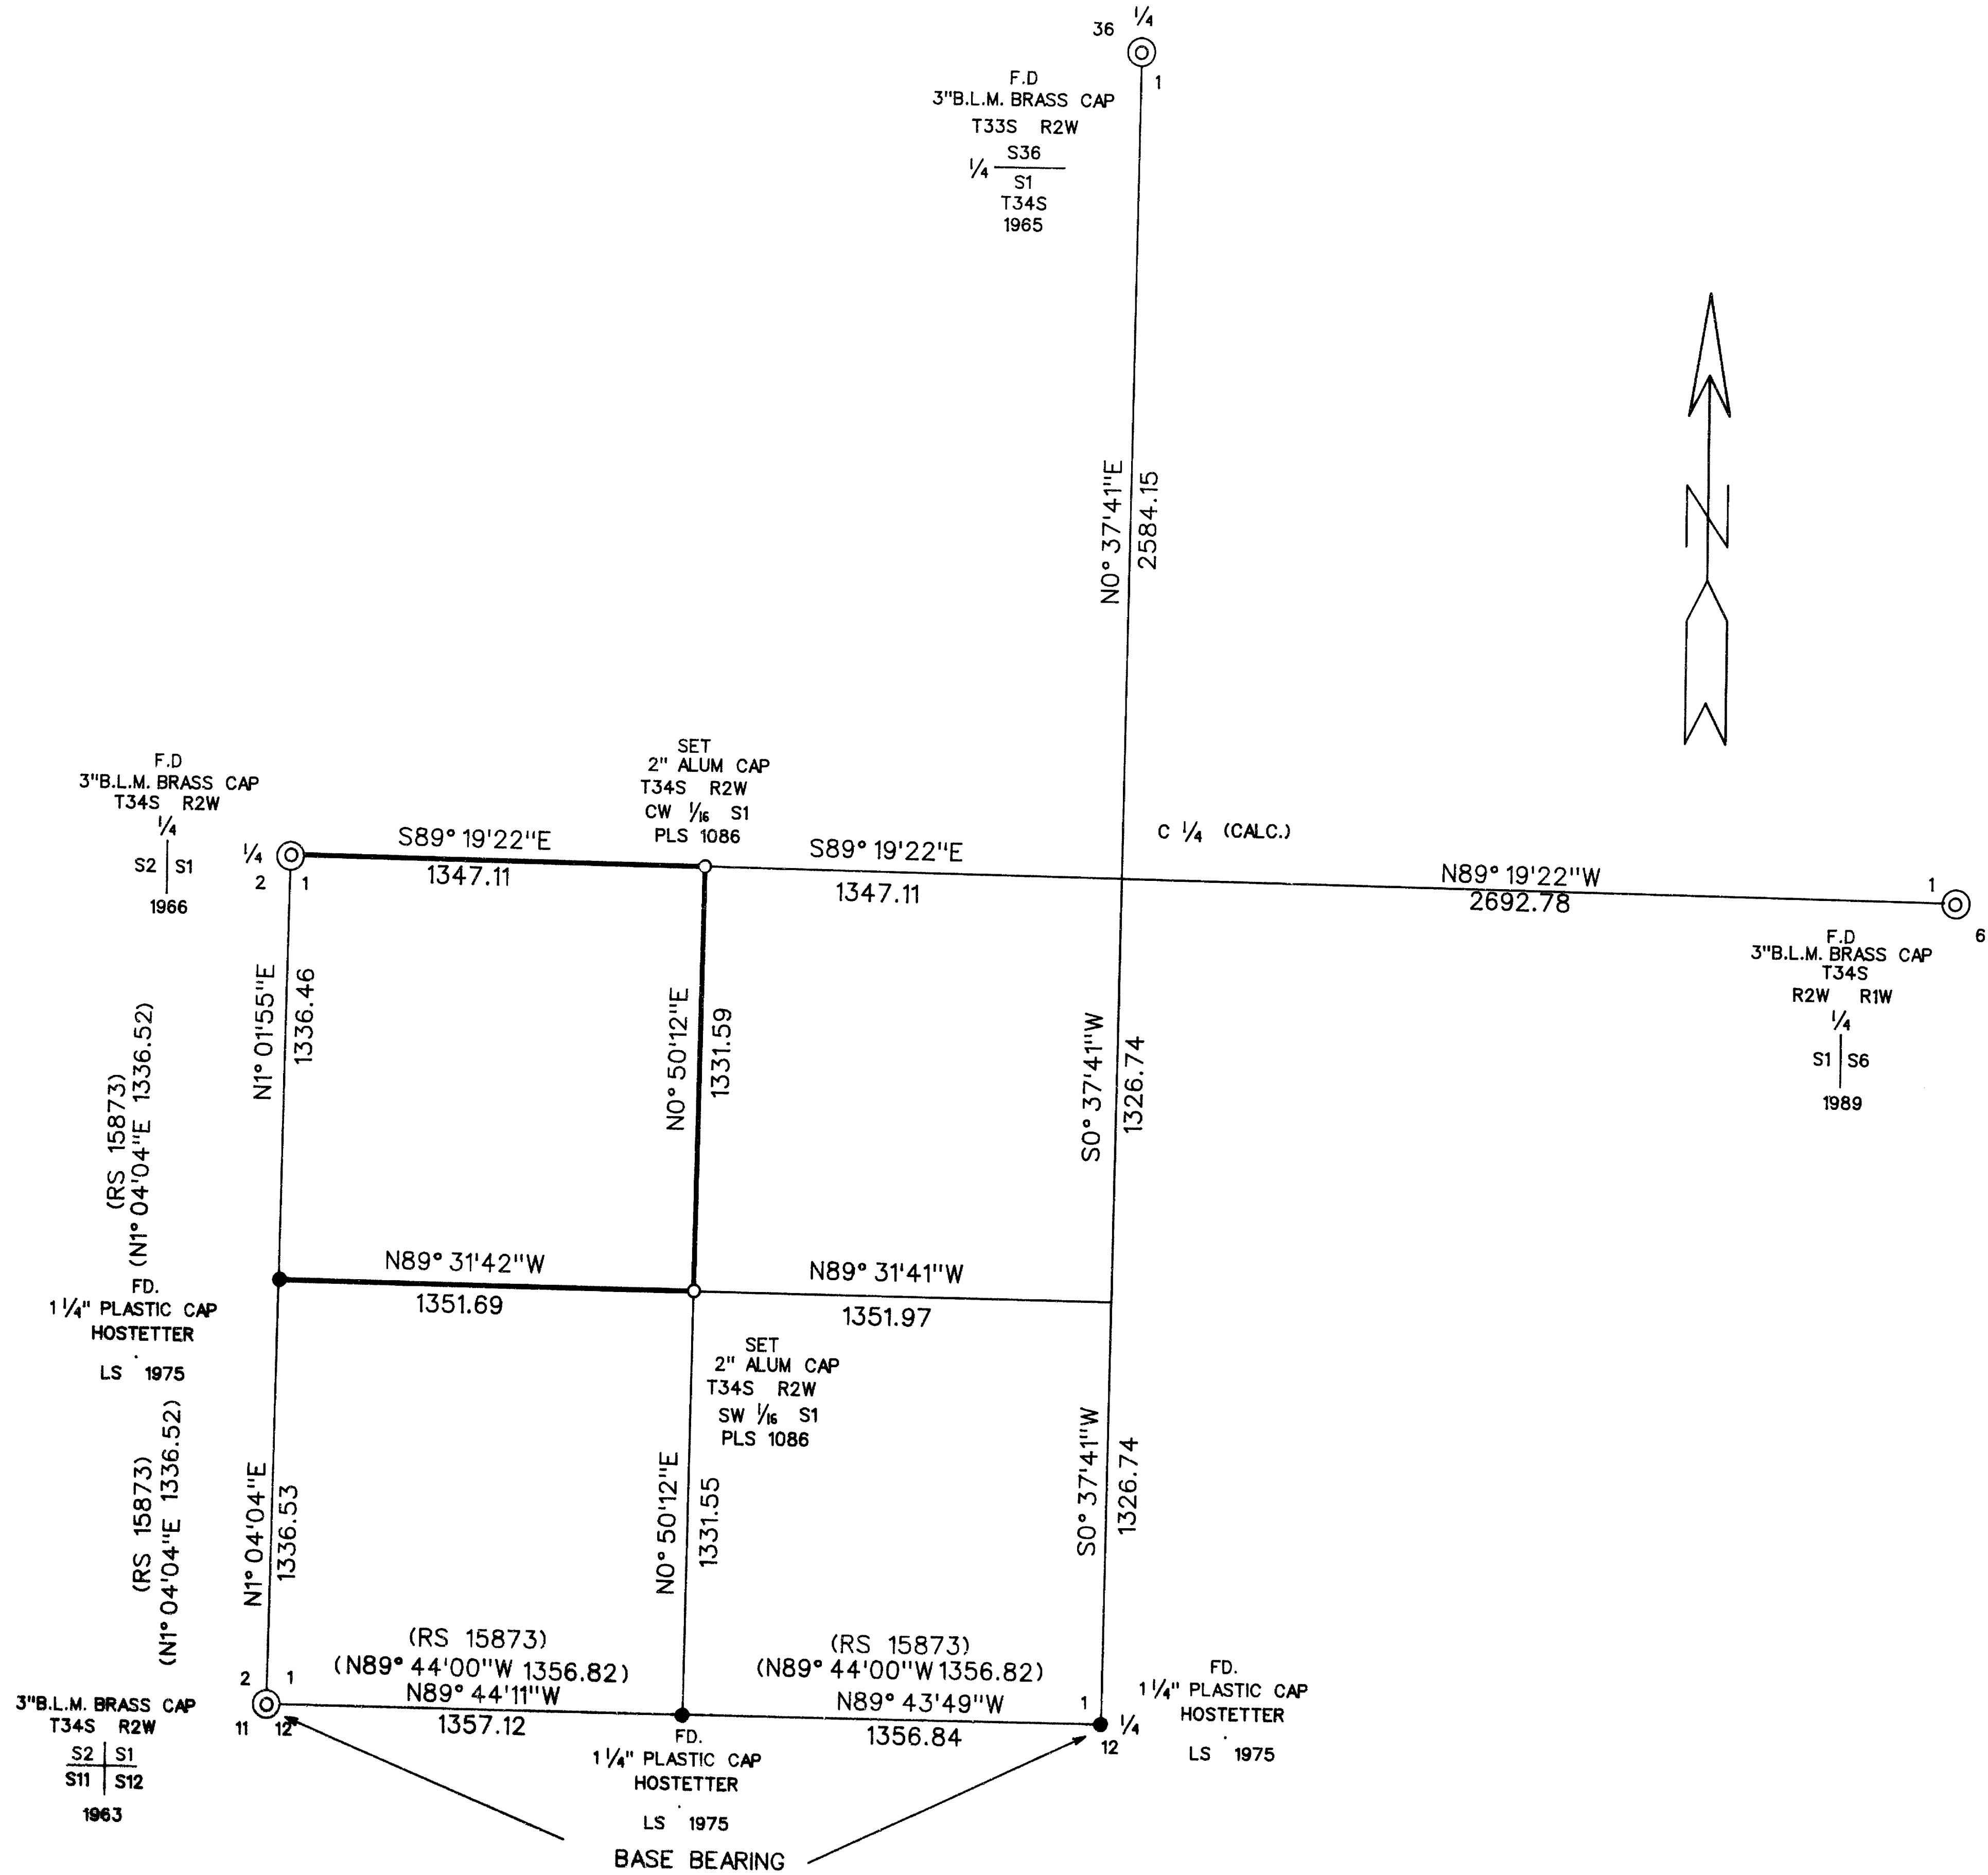 1/4
36
1
F.D
3"B.L.M. BRASS CAP
T33S R2W
1/4 S36
S1
T34S
1965
N0° 37'41"E
2584.15
N
F.D
3"B.L.M. BRASS CAP
T34S R2W
1/4
S2 S1
1966
1/4
2 1
S89° 19'22"E
1347.11
SET
2" ALUM CAP
T34S R2W
CW 1/16 S1
PLS 1086
S89° 19'22"E
1347.11
C 1/4 (CALC.)
N89° 19'22"W
2692.78
1
6
F.D
3"B.L.M. BRASS CAP
T34S
R2W R1W
1/4
S1 S6
1989
(RS 15873)
(N1° 04'04"E 1336.52)
N1° 01'55"E
1336.46
N0° 50'12"E
1331.59
S0° 37'41"W
1326.74
FD.
1 1/4" PLASTIC CAP
HOSTETTER
LS 1975
N89° 31'42"W
1351.69
N89° 31'41"W
1351.97
SET
2" ALUM CAP
T34S R2W
SW 1/16 S1
PLS 1086
(RS 15873)
(N1° 04'04"E 1336.52)
N1° 04'04"E
1336.53
N0° 50'12"E
1331.55
S0° 37'41"W
1326.74
3"B.L.M. BRASS CAP
T34S R2W
S2 S1
S11 S12
1963
2 1
11 12
(RS 15873)
(N89° 44'00"W 1356.82)
N89° 44'11"W
1357.12
(RS 15873)
(N89° 44'00"W 1356.82)
N89° 43'49"W
1356.84
1
1/4
12
FD.
1 1/4" PLASTIC CAP
HOSTETTER
LS 1975
FD.
1 1/4" PLASTIC CAP
HOSTETTER
LS 1975
BASE BEARING